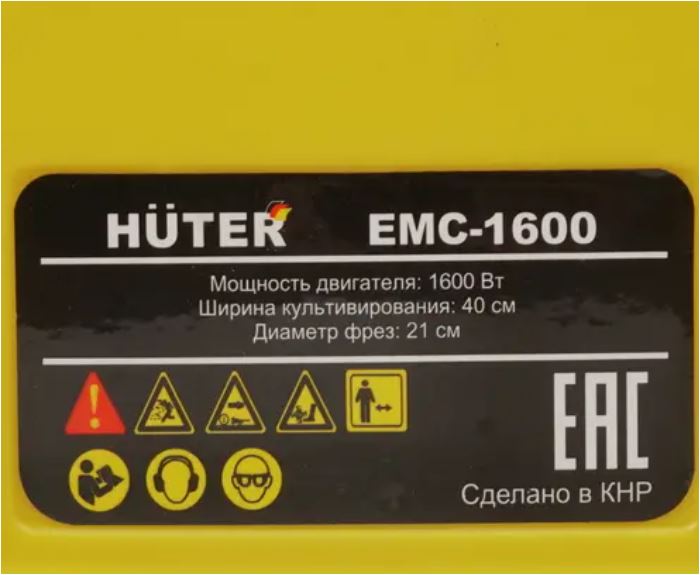 HÜTER EMC-1600
Мощность двигателя: 1600 Вт
Ширина культивирования: 40 см
Диаметр фрез: 21 см
EAC
Сделано в КНР